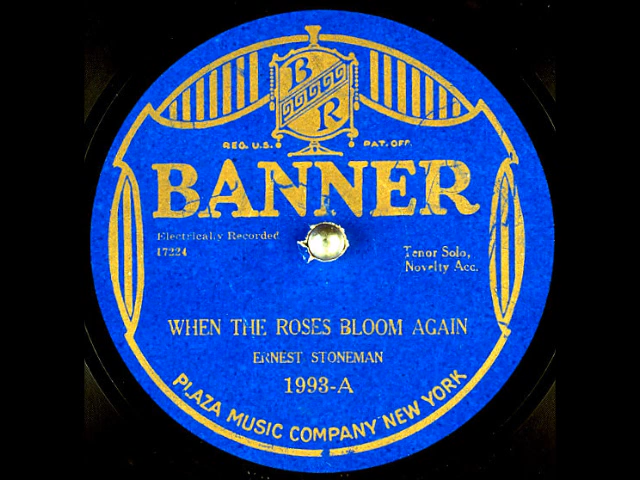 B
R
REG. U.S. PAT. OFF.
BANNER
Electrically Recorded
17224
Tenor Solo,
Novelty Acc.
WHEN THE ROSES BLOOM AGAIN
ERNEST STONEMAN
1993-A
PLAZA MUSIC COMPANY NEW YORK